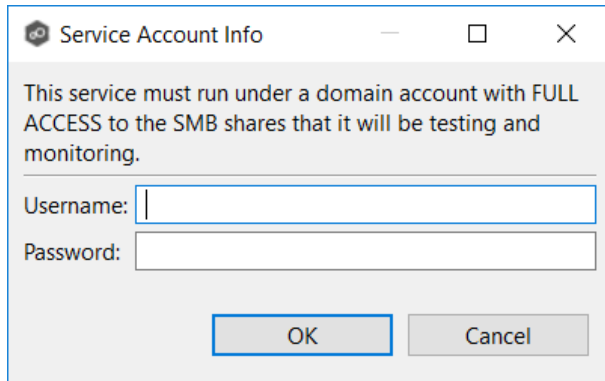 Service Account Info
This service must run under a domain account with FULL
ACCESS to the SMB shares that it will be testing and
monitoring.
Username:
Password:
OK Cancel